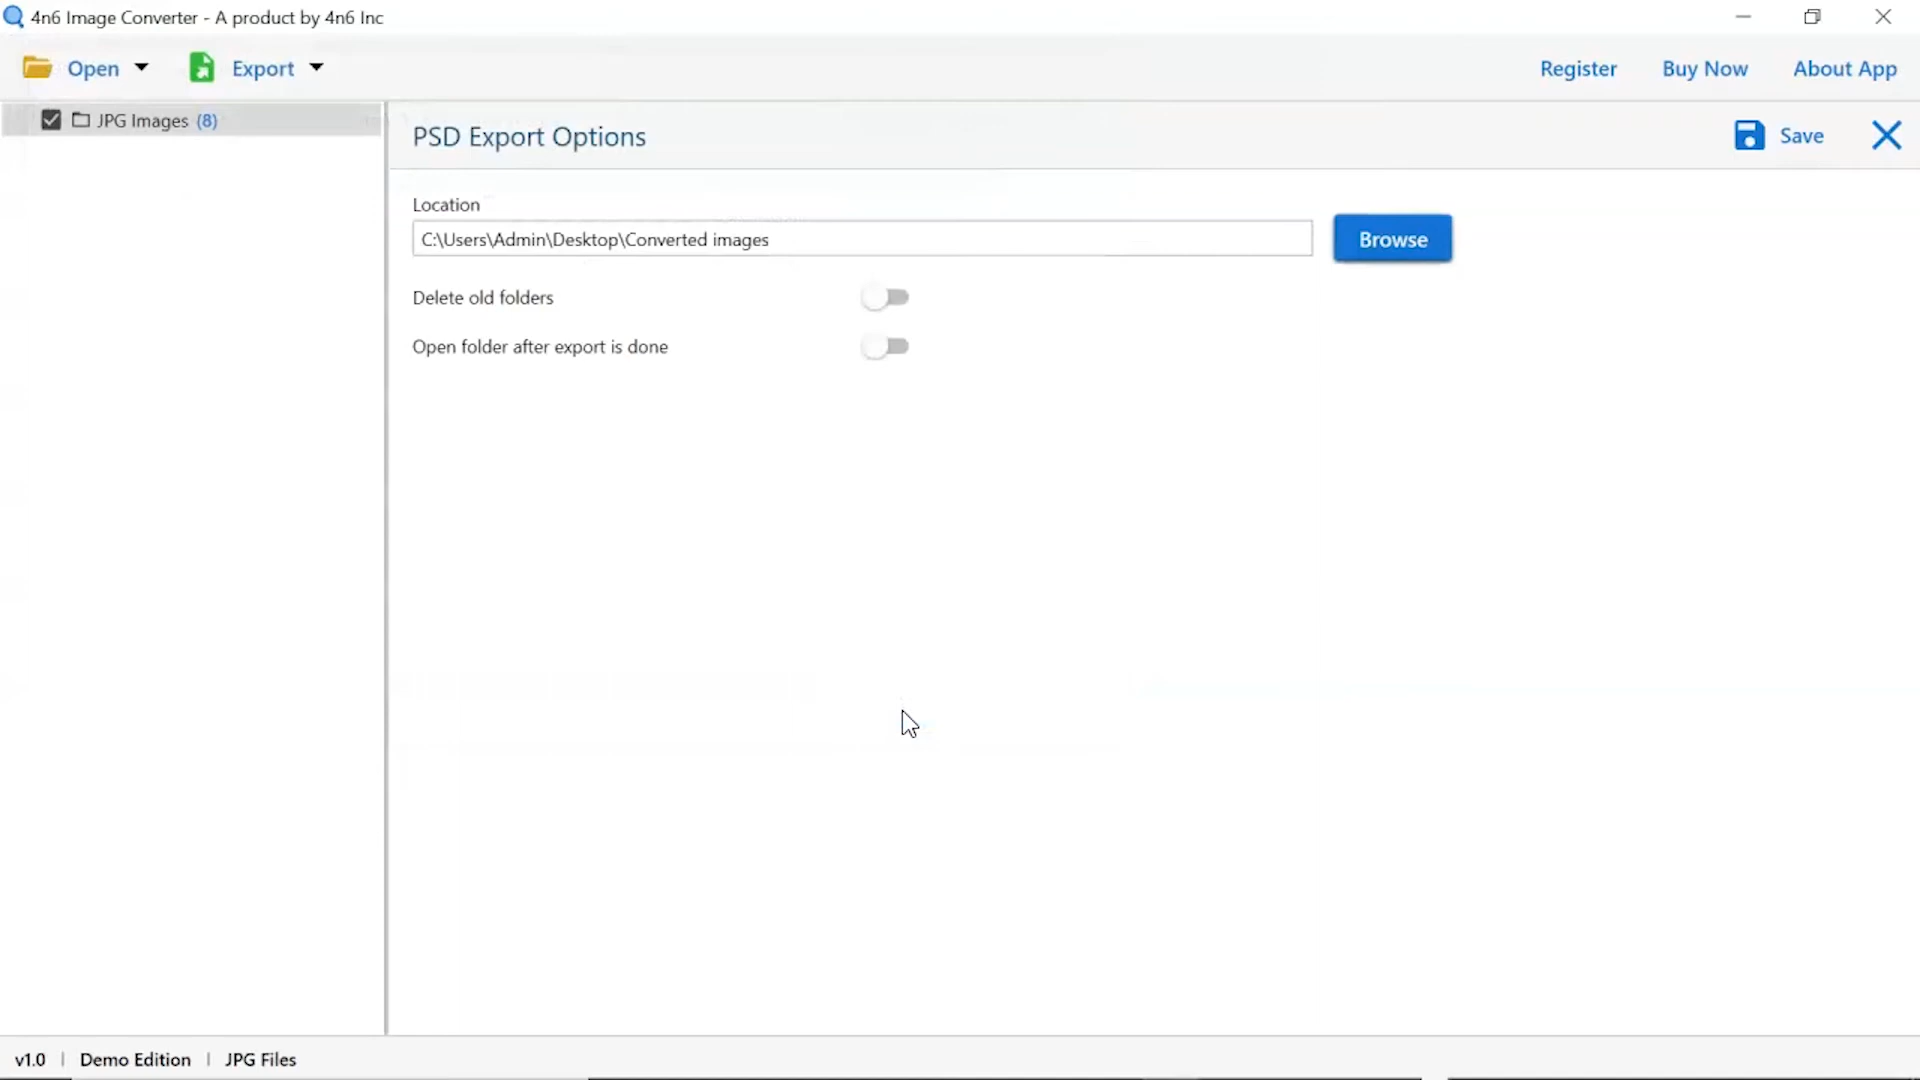 4n6 Image Converter - A product by 4n6 Inc
Open Export Register Buy Now About App
JPG Images (8)
PSD Export Options Save
Location
C:\Users\Admin\Desktop\Converted images Browse
Delete old folders
Open folder after export is done
v1.0 | Demo Edition | JPG Files